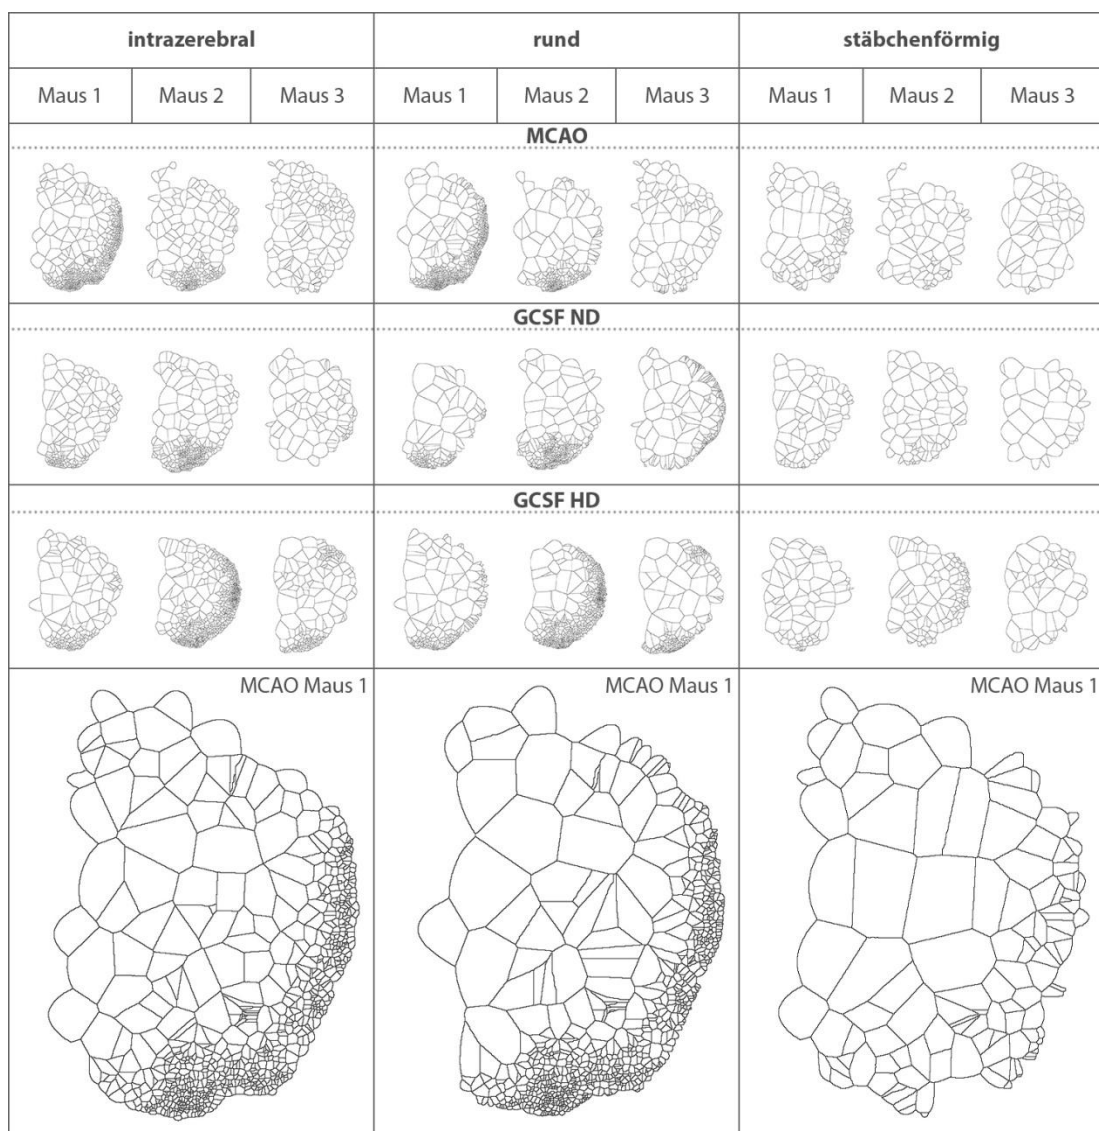 intrazerebral rund stäbchenförmig
Maus 1 Maus 2 Maus 3 Maus 1 Maus 2 Maus 3 Maus 1 Maus 2 Maus 3
MCAO
GCSF ND
GCSF HD
MCAO Maus 1 MCAO Maus 1 MCAO Maus 1